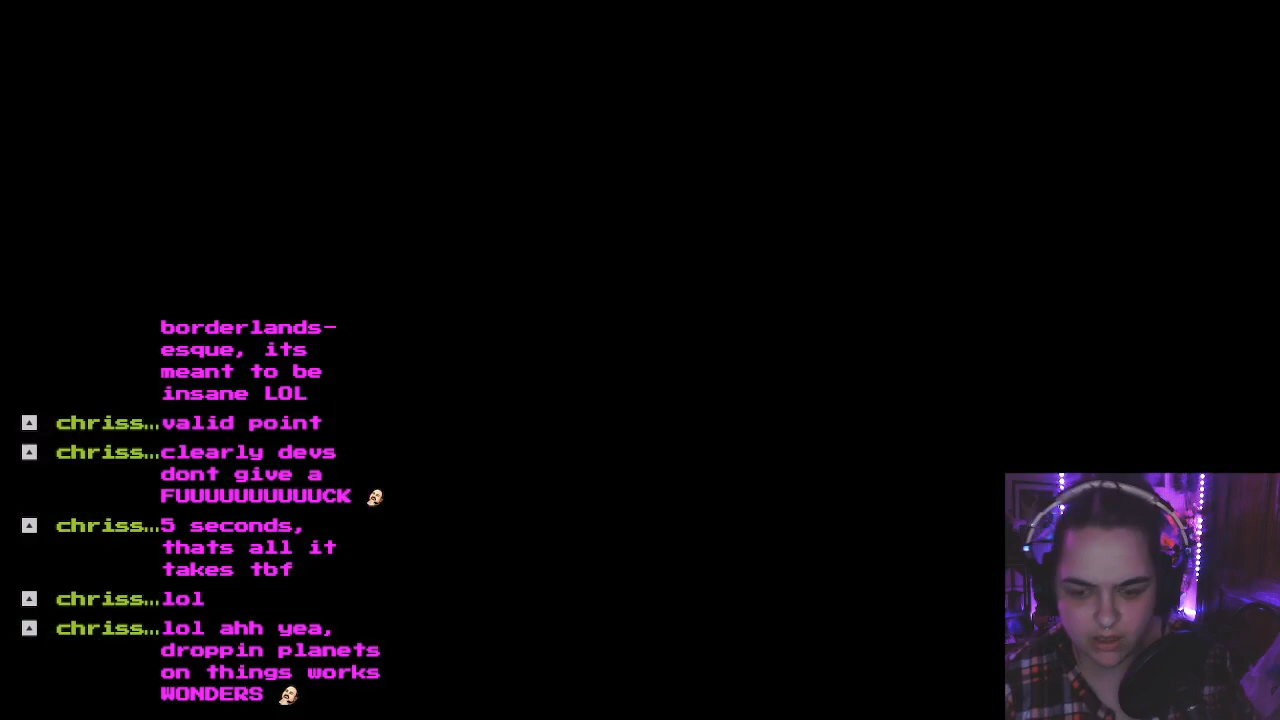 borderlands-
esque, its
meant to be
insane LOL
chriss…valid point
chriss…clearly devs
dont give a
FUUUUUUUUUUCK
chriss…5 seconds,
thats all it
takes tbf
chriss…lol
chriss…lol ahh yea,
droppin planets
on things works
WONDERS